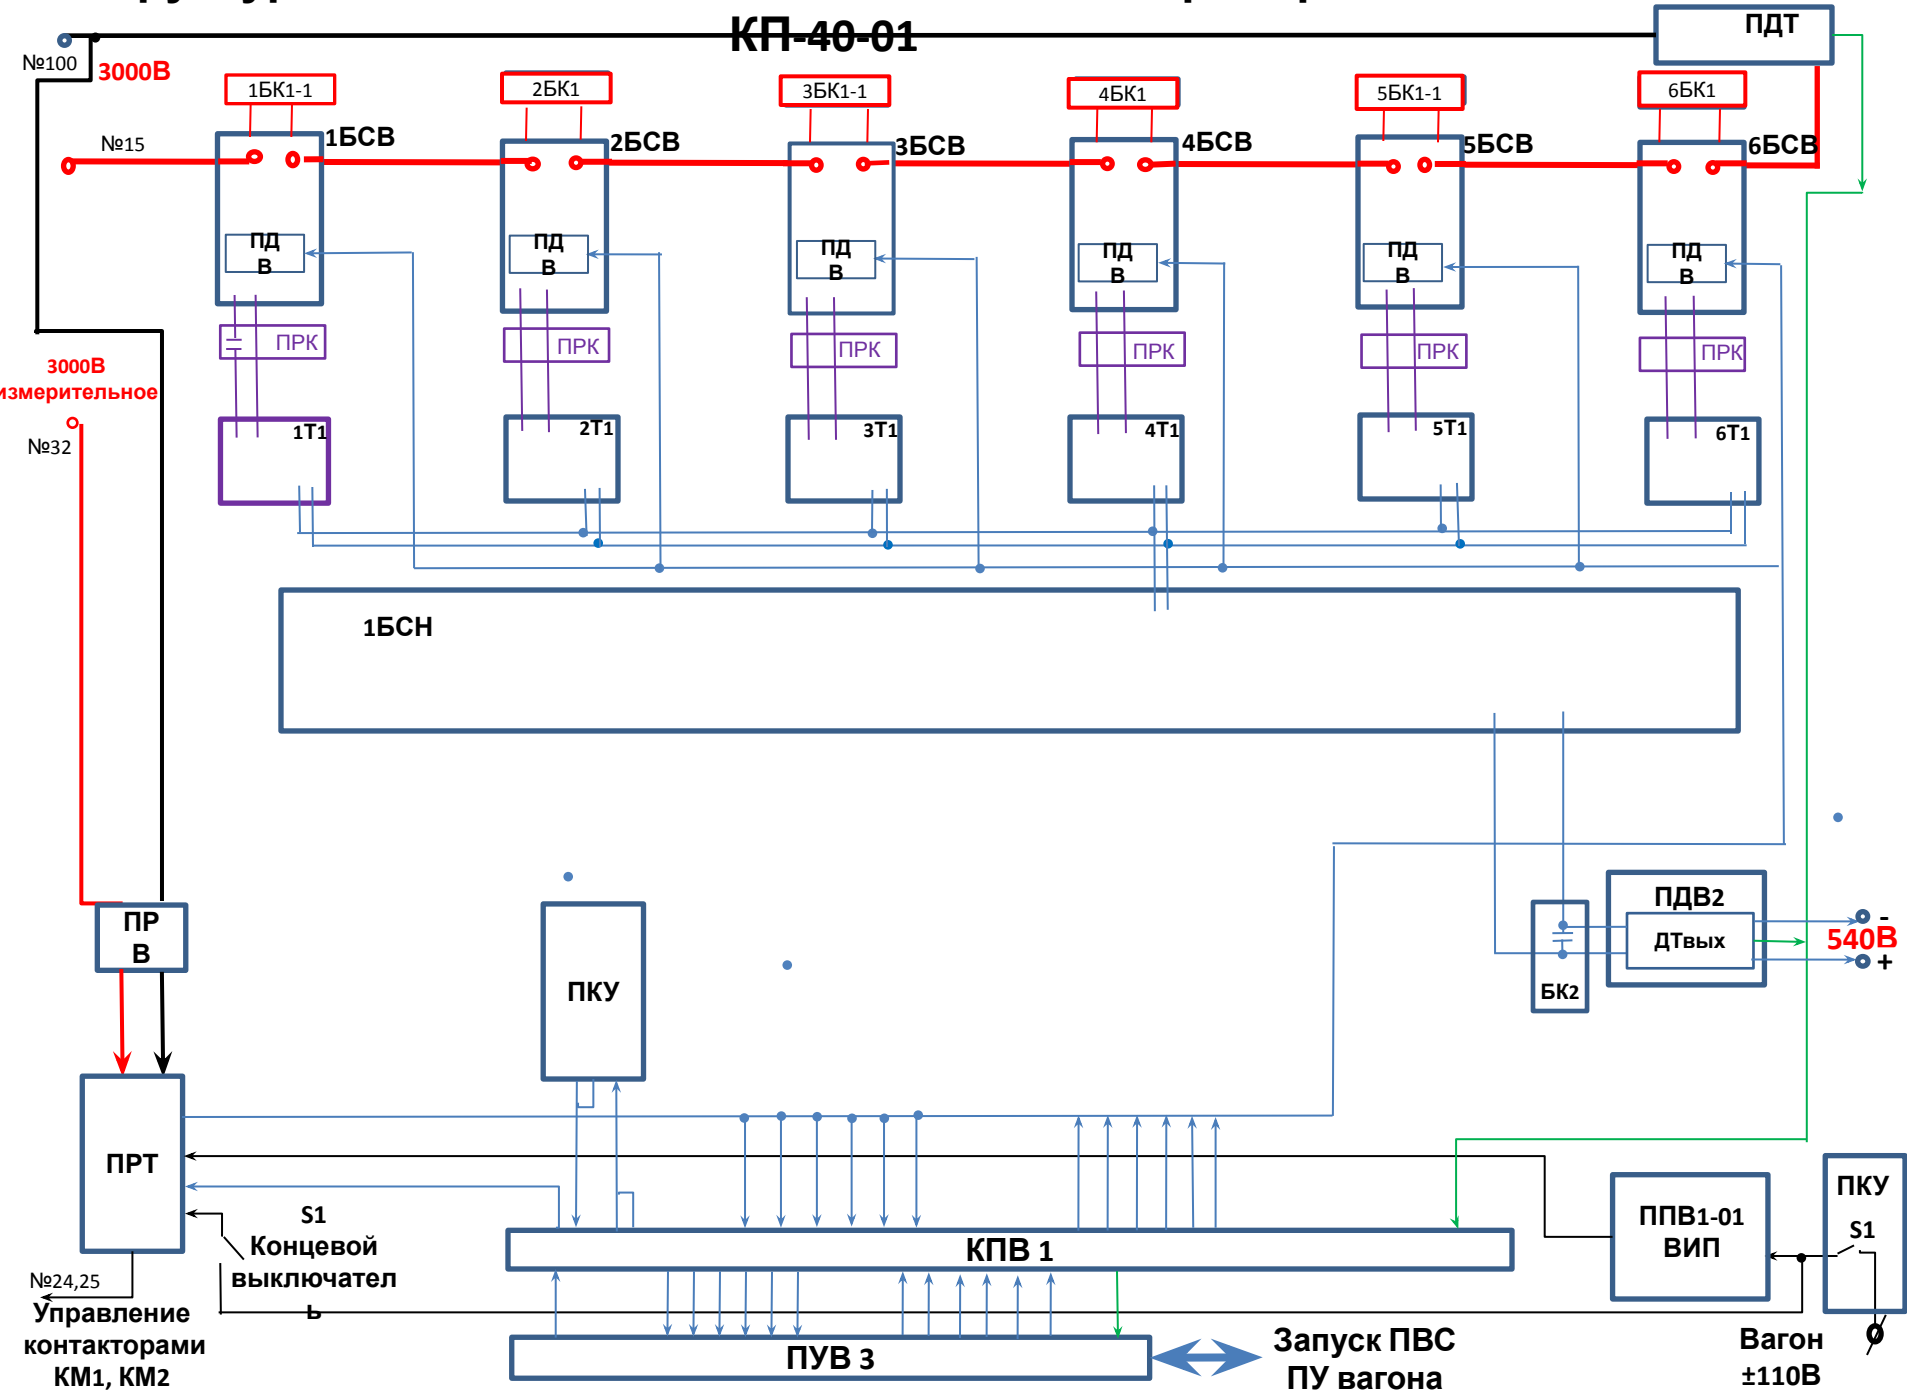 КП-40-01
ПДТ
№100
3000В
1БК1-1
2БК1
3БК1-1
4БК1
5БК1-1
6БК1
№15
1БСВ
2БСВ
3БСВ
4БСВ
5БСВ
6БСВ
ПД
В
ПД
В
ПД
В
ПД
В
ПД
В
ПД
В
ПРК
ПРК
ПРК
ПРК
ПРК
ПРК
3000В
измерительное
№32
1Т1
2Т1
3Т1
4Т1
5Т1
6Т1
1БСН
ПР
В
ПКУ
ПДВ2
ДТвых
БК2
-
540В
+
ПРТ
S1
Концевой
выключател
ь
КПВ 1
ППВ1-01
ВИП
ПКУ
S1
№24,25
Управление
контакторами
КМ1, КМ2
ПУВ 3
Запуск ПВС
ПУ вагона
Вагон
±110В